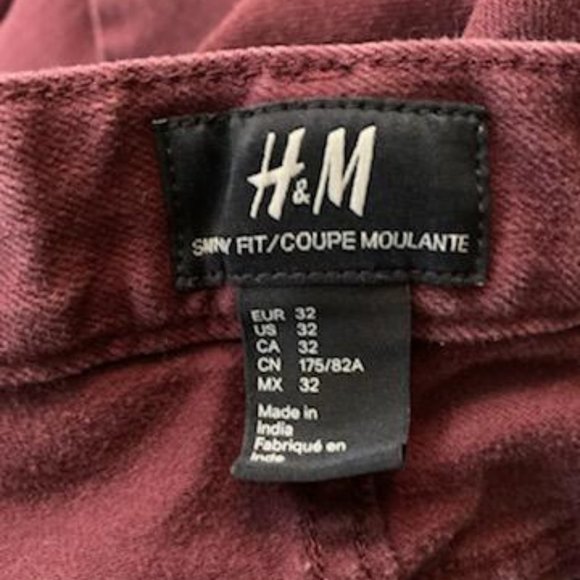 H&M
SKINNY FIT/COUPE MOULANTE
EUR 32
US 32
CA 32
CN 175/82A
MX 32
Made in
India
Fabriqué en
Inde